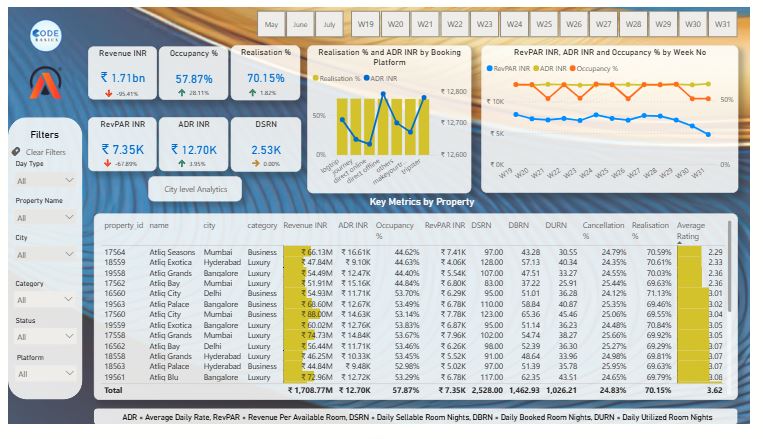 CODE
BASICS
May June July W19 W20 W21 W22 W23 W24 W25 W26 W27 W28 W29 W30 W31
Revenue INR
₹ 1.71bn
-95.41%
Occupancy %
57.87%
28.11%
Realisation %
70.15%
1.82%
RevPAR INR
₹ 7.35K
-67.89%
ADR INR
₹ 12.70K
3.95%
DSRN
2.53K
0.00%
City level Analytics
Realisation % and ADR INR by Booking
Platform
Realisation % ADR INR
50%
0%
₹ 12,800
₹ 12,700
₹ 12,600
logtrip journey direct online direct offline others makeyourtr.. tripster
RevPAR INR, ADR INR and Occupancy % by Week No
RevPAR INR ADR INR Occupancy %
₹ 10K
₹ 5K
₹ 0K
50%
0%
W19 W20 W21 W22 W23 W24 W25 W26 W27 W28 W29 W30 W31
Filters
Clear Filters
Day Type
All
Property Name
All
City
All
Category
All
Status
All
Platform
All
Key Metrics by Property
property_id name city category Revenue INR ADR INR Occupancy % RevPAR INR DSRN DBRN DURN Cancellation % Realisation % Average Rating
17564 Atliq Seasons Mumbai Business ₹ 66.13M ₹ 16.61K 44.62% ₹ 7.41K 97.00 43.28 30.55 24.79% 70.59% 2.29
18559 Atliq Exotica Hyderabad Luxury ₹ 47.84M ₹ 9.10K 44.63% ₹ 4.06K 128.00 57.13 40.34 24.35% 70.61% 2.33
19558 Atliq Grands Bangalore Luxury ₹ 54.49M ₹ 12.47K 44.40% ₹ 5.54K 107.00 47.51 33.27 24.55% 70.03% 2.36
17562 Atliq Bay Mumbai Luxury ₹ 51.91M ₹ 15.16K 44.84% ₹ 6.80K 83.00 37.22 25.91 25.44% 69.63% 2.36
16560 Atliq City Delhi Business ₹ 54.93M ₹ 11.71K 53.70% ₹ 6.29K 95.00 51.01 36.28 24.12% 71.13% 3.01
19563 Atliq Palace Bangalore Business ₹ 68.60M ₹ 12.67K 53.49% ₹ 6.78K 110.00 58.84 40.87 25.35% 69.46% 3.02
17560 Atliq City Mumbai Business ₹ 88.00M ₹ 14.63K 53.14% ₹ 7.78K 123.00 65.36 45.46 25.06% 69.55% 3.04
19559 Atliq Exotica Bangalore Luxury ₹ 60.02M ₹ 12.76K 53.83% ₹ 6.87K 95.00 51.14 36.23 24.48% 70.84% 3.05
17558 Atliq Grands Mumbai Luxury ₹ 74.73M ₹ 14.84K 53.67% ₹ 7.96K 102.00 54.74 38.27 25.66% 69.92% 3.05
16562 Atliq Bay Delhi Luxury ₹ 56.44M ₹ 11.71K 53.46% ₹ 6.26K 98.00 52.39 36.30 25.27% 69.29% 3.07
18558 Atliq Grands Hyderabad Luxury ₹ 46.25M ₹ 10.33K 53.45% ₹ 5.52K 91.00 48.64 33.96 24.98% 69.81% 3.07
18563 Atliq Palace Hyderabad Business ₹ 44.84M ₹ 9.48K 52.98% ₹ 5.02K 97.00 51.39 35.78 25.95% 69.63% 3.07
19561 Atliq Blu Bangalore Luxury ₹ 72.96M ₹ 12.72K 53.29% ₹ 6.78K 117.00 62.35 43.51 24.65% 69.79% 3.08
Total ₹ 1,708.77M ₹ 12.70K 57.87% ₹ 7.35K 2,528.00 1,462.93 1,026.21 24.83% 70.15% 3.62
ADR = Average Daily Rate, RevPAR = Revenue Per Available Room, DSRN = Daily Sellable Room Nights, DBRN = Daily Booked Room Nights, DURN = Daily Utilized Room Nights